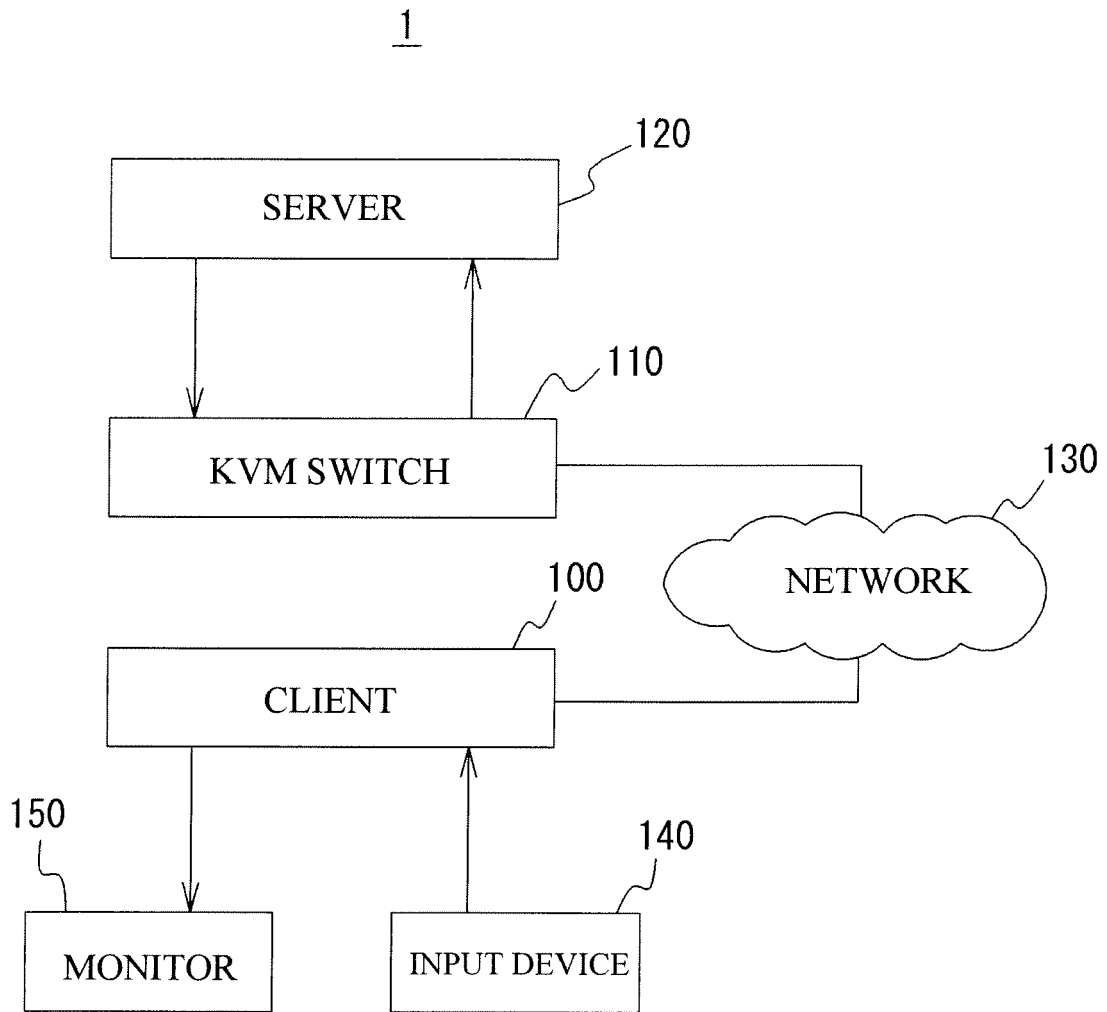 1
120
SERVER
110
KVM SWITCH
130
NETWORK
100
CLIENT
150
140
MONITOR
INPUT DEVICE